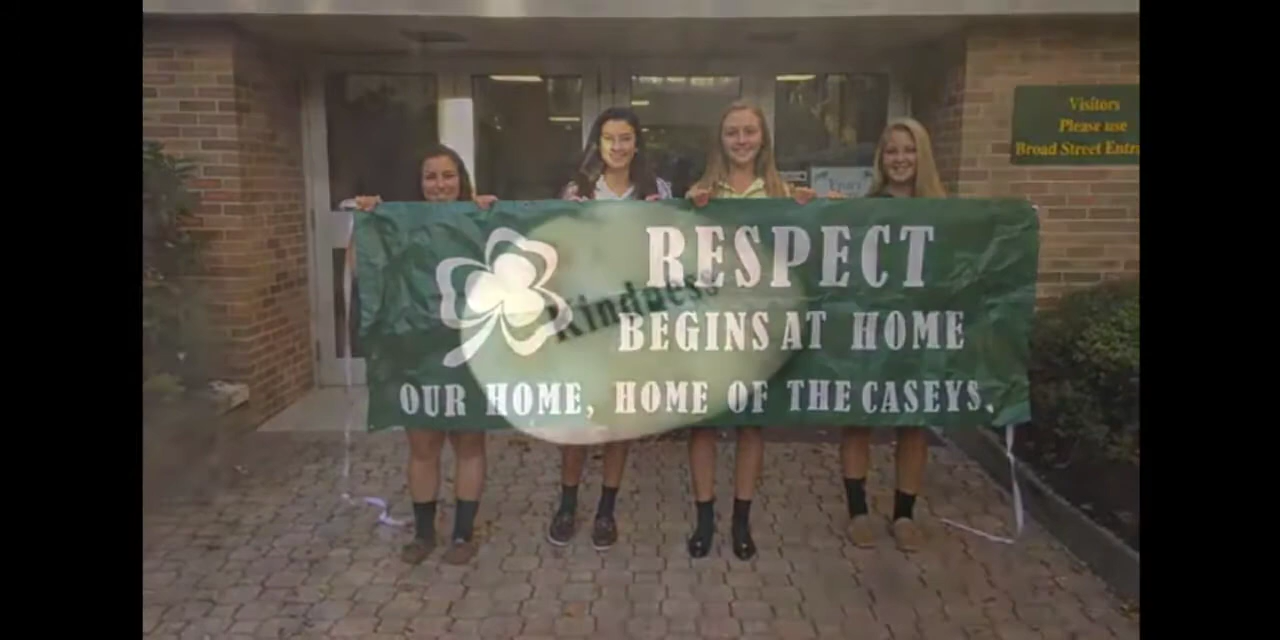 Visitors
Please use
Broad Street Entr
RESPECT
Kindness
BEGINS AT HOME
OUR HOME, HOME OF THE CASEYS.